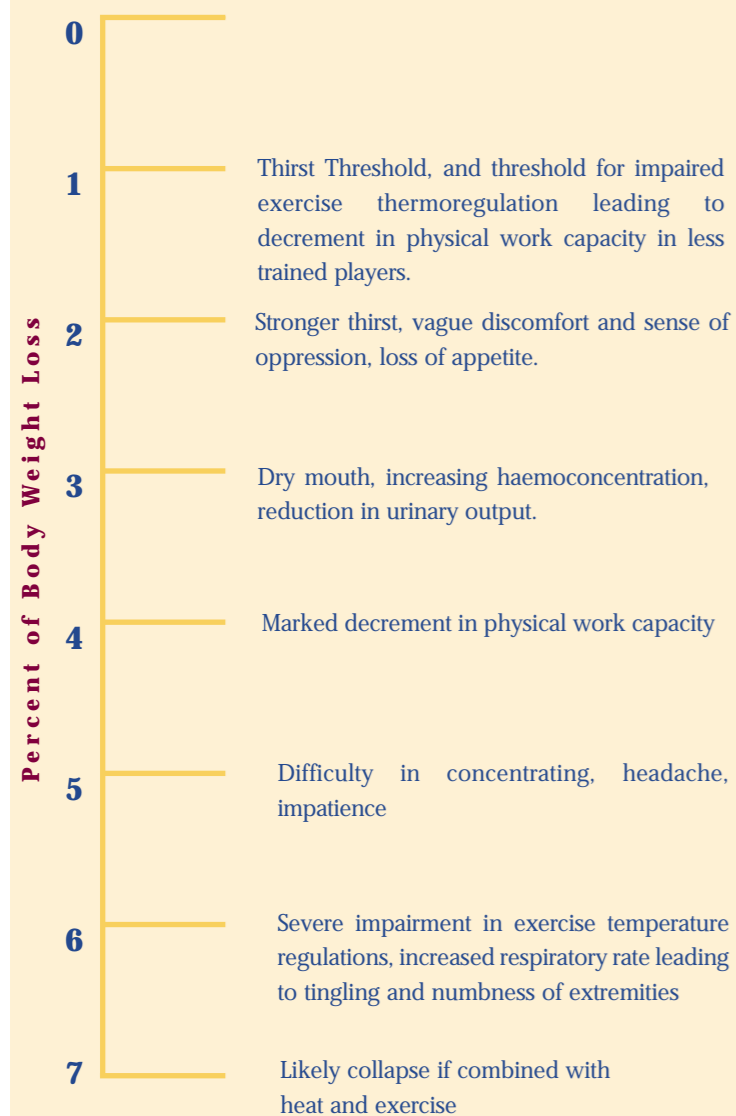 0
1
Thirst Threshold, and threshold for impaired
exercise thermoregulation leading to
decrement in physical work capacity in less
trained players.
Percent of Body Weight Loss
2
Stronger thirst, vague discomfort and sense of
oppression, loss of appetite.
3
Dry mouth, increasing haemoconcentration,
reduction in urinary output.
4
Marked decrement in physical work capacity
5
Difficulty in concentrating, headache,
impatience
6
Severe impairment in exercise temperature
regulations, increased respiratory rate leading
to tingling and numbness of extremities
7
Likely collapse if combined with
heat and exercise